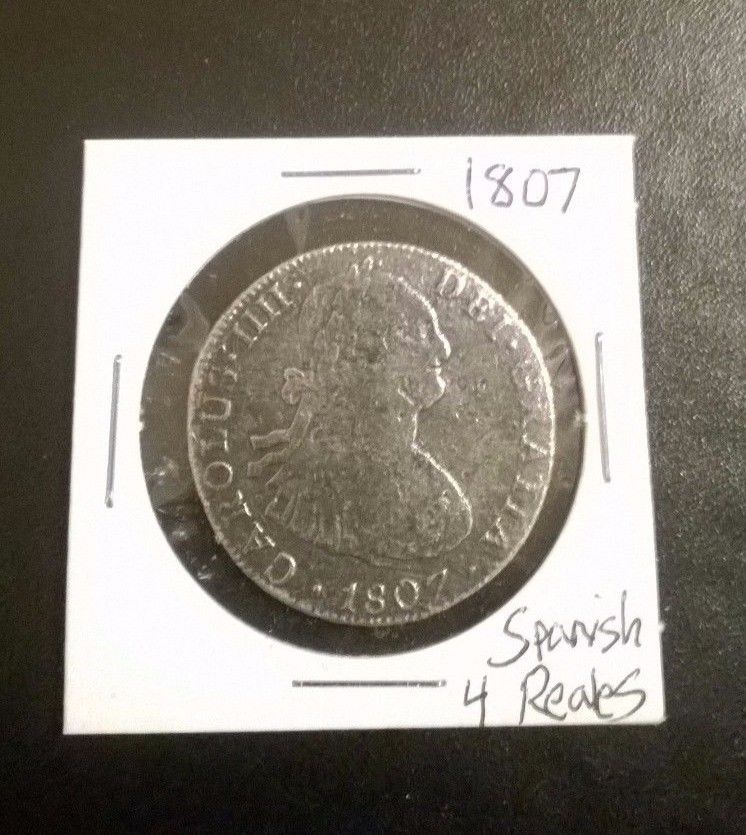 1807
CAROLUS·IIII· DEI·GRATIA·
·1807·
Spanish
4 Reales